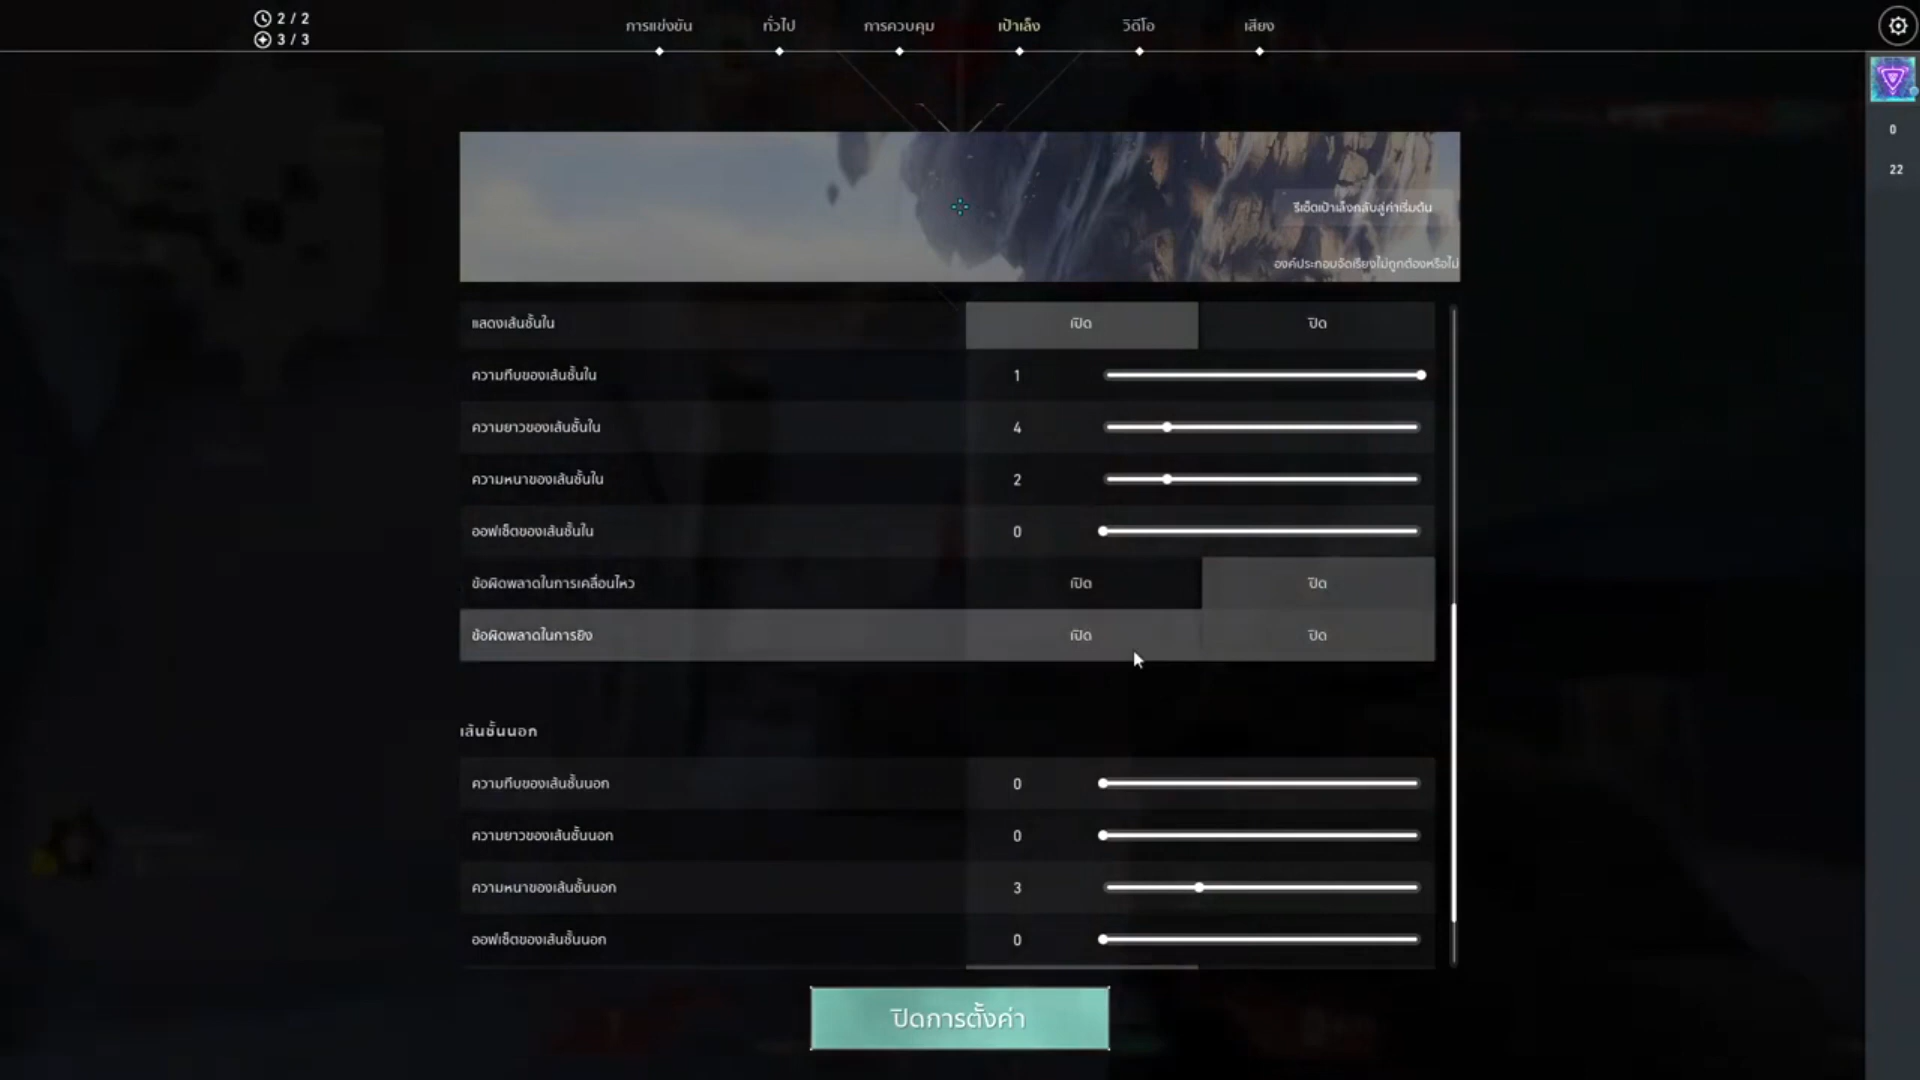 2 / 2
3 / 3
การแข่งขัน
ทั่วไป
การควบคุม
เป้าเล็ง
วิดีโอ
เสียง
0
22
รีเซ็ตเป้าเล็งกลับสู่ค่าเริ่มต้น
องค์ประกอบจัดเรียงไม่ถูกต้องหรือไม่
แสดงเส้นชั้นใน เปิด ปิด
ความทึบของเส้นชั้นใน 1
ความยาวของเส้นชั้นใน 4
ความหนาของเส้นชั้นใน 2
ออฟเซ็ตของเส้นชั้นใน 0
ข้อผิดพลาดในการเคลื่อนไหว เปิด ปิด
ข้อผิดพลาดในการยิง เปิด ปิด
เส้นชั้นนอก
ความทึบของเส้นชั้นนอก 0
ความยาวของเส้นชั้นนอก 0
ความหนาของเส้นชั้นนอก 3
ออฟเซ็ตของเส้นชั้นนอก 0
ปิดการตั้งค่า